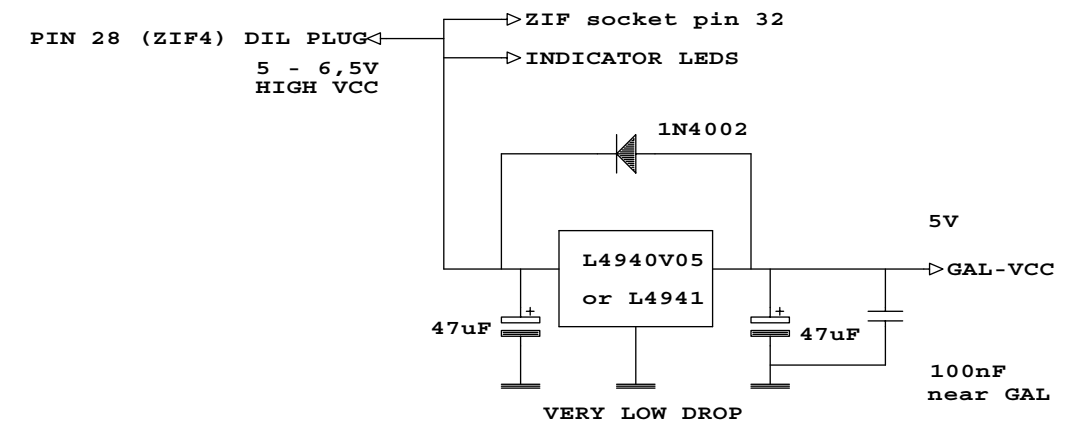 ZIF socket pin 32
PIN 28 (ZIF4) DIL PLUG
INDICATOR LEDS
5 - 6,5V
HIGH VCC
1N4002
5V
L4940V05
or L4941
GAL-VCC
+
47uF
+
47uF
100nF
near GAL
VERY LOW DROP